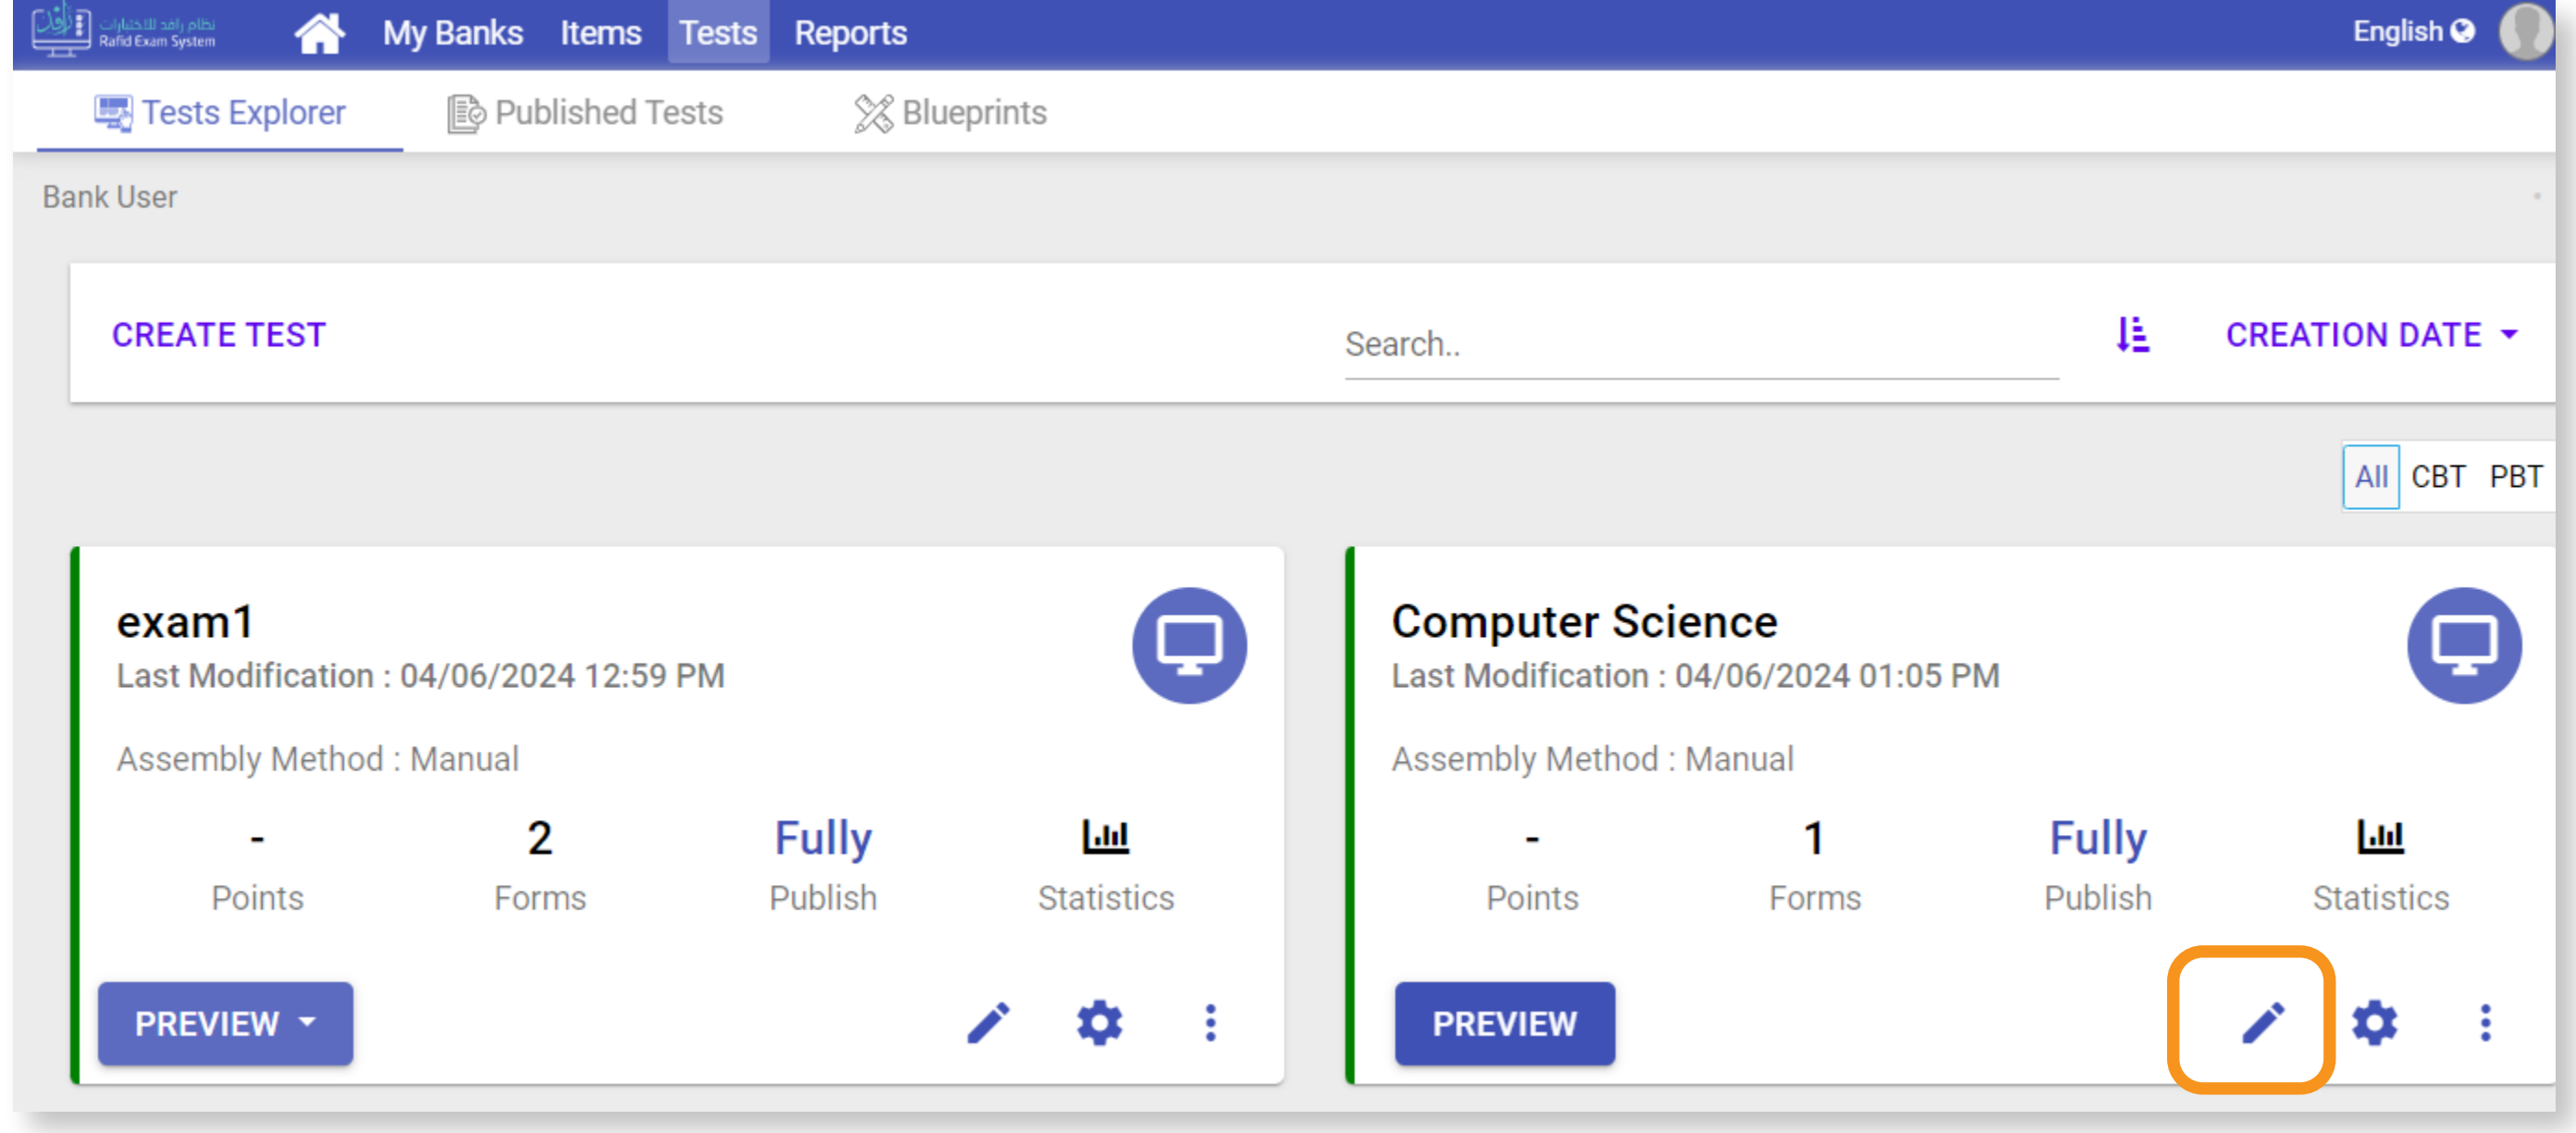 نظام رافد للاختبارات
Rafid Exam System
My Banks Items Tests Reports
English
Tests Explorer Published Tests Blueprints
Bank User
CREATE TEST
Search..
CREATION DATE
All CBT PBT
exam1
Last Modification : 04/06/2024 12:59 PM
Assembly Method : Manual
- 2 Fully
Points Forms Publish Statistics
PREVIEW
Computer Science
Last Modification : 04/06/2024 01:05 PM
Assembly Method : Manual
- 1 Fully
Points Forms Publish Statistics
PREVIEW